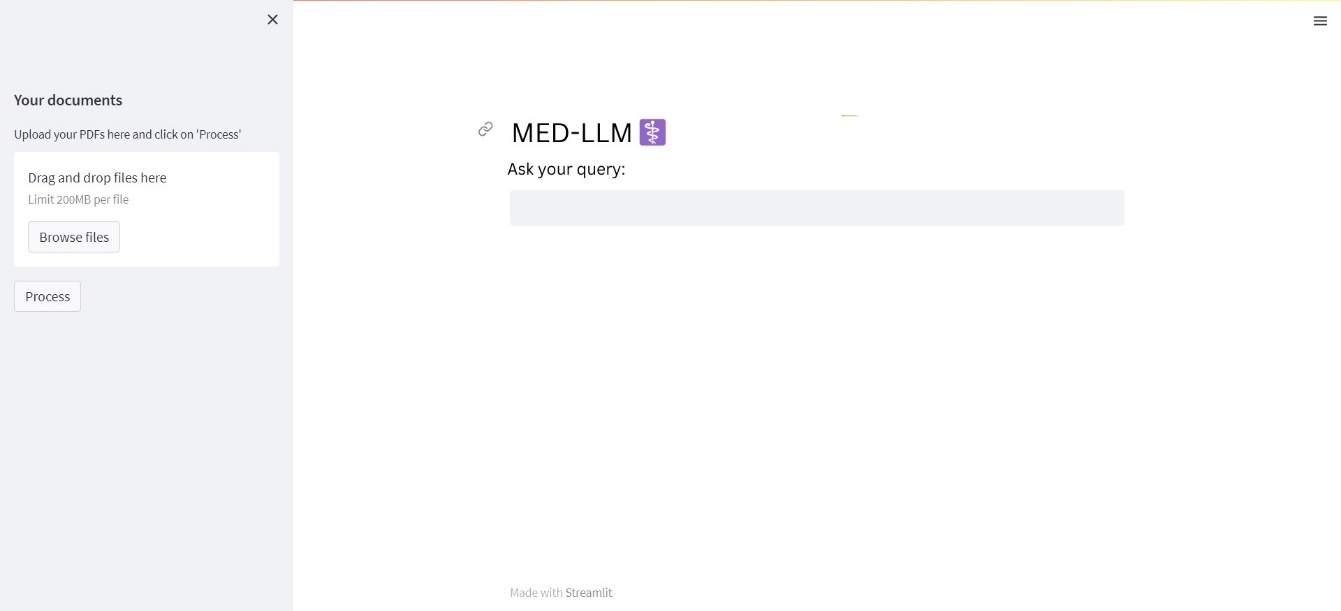 Your documents
Upload your PDFs here and click on 'Process'
Drag and drop files here
Limit 200MB per file
Browse files
Process
MED-LLM ⚕️
Ask your query:
Made with Streamlit